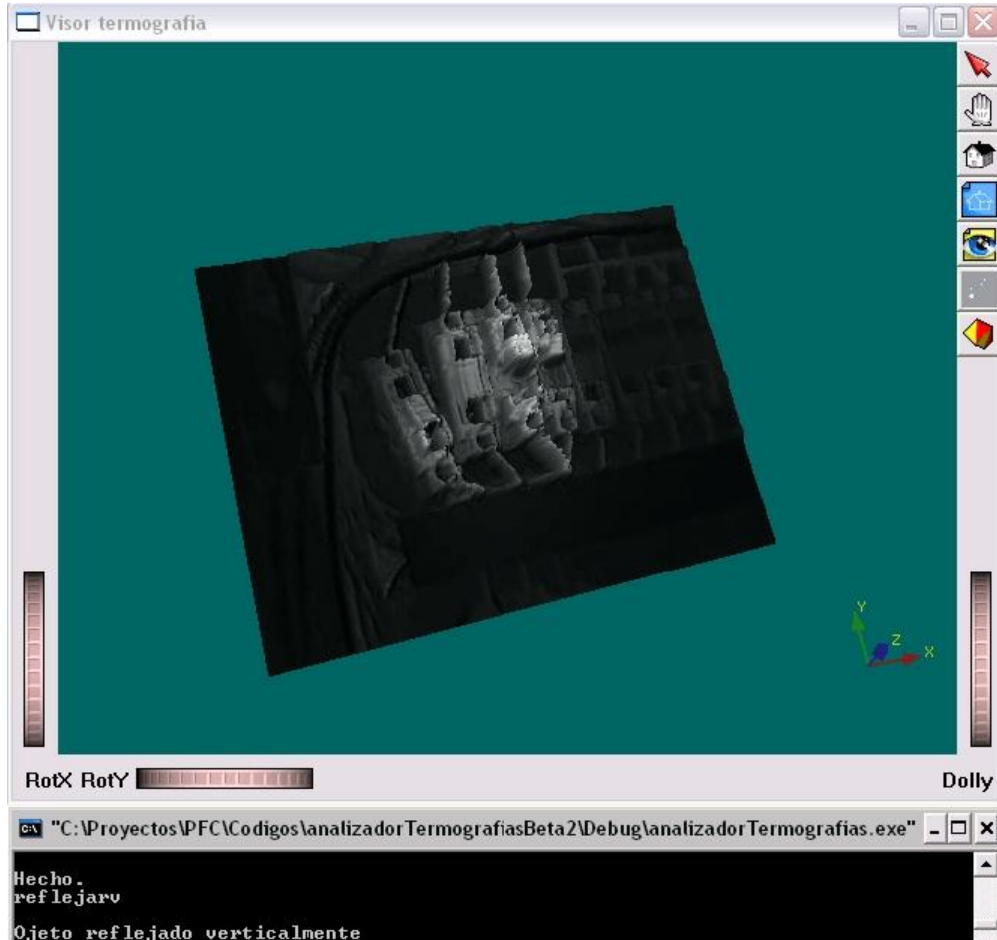 Visor termografia
Y
Z
X
RotX RotY
Dolly
"C:\Proyectos\PFC\Codigos\analizadorTermografiasBeta2\Debug\analizadorTermografias.exe"
Hecho.
reflejarv
Ojeto reflejado verticalmente